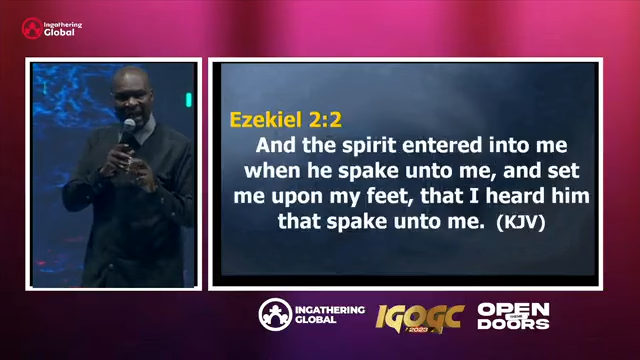 Ingathering
Global
Ezekiel 2:2
And the spirit entered into me
when he spake unto me, and set
me upon my feet, that I heard him
that spake unto me. (KJV)
INGATHERING
GLOBAL
IGOGC
2023
OPEN
DOORS